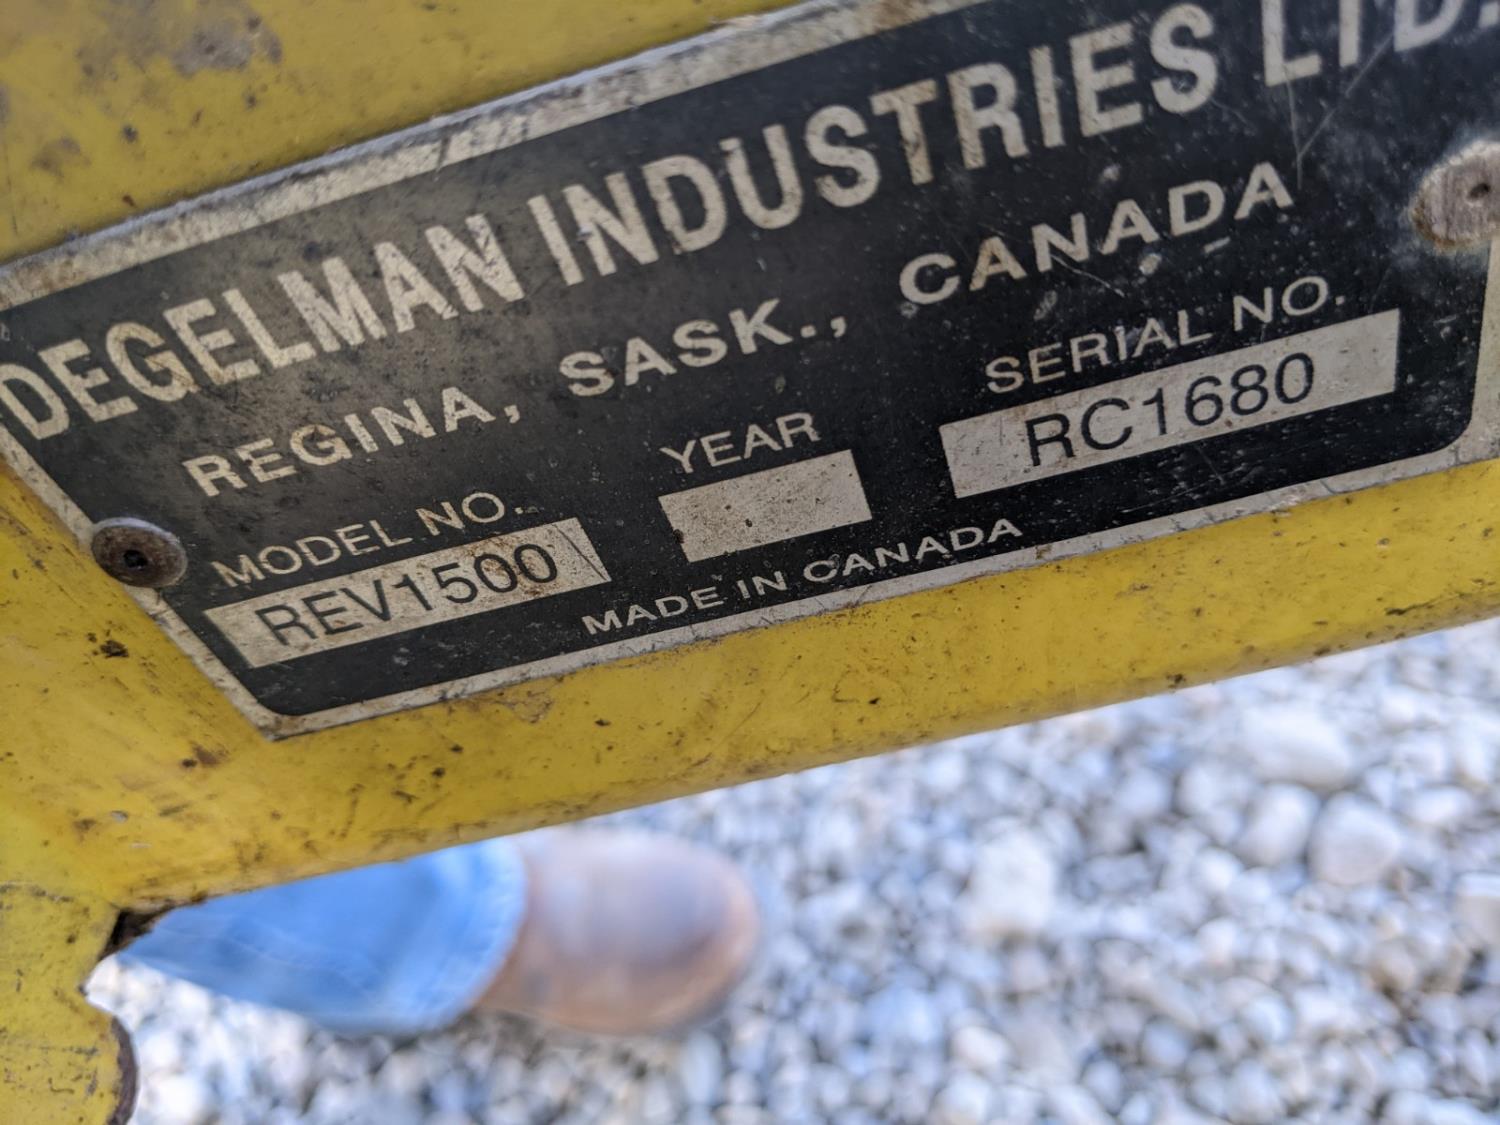 DEGELMAN INDUSTRIES LTD.
REGINA, SASK., CANADA
MODEL NO. YEAR SERIAL NO.
REV1500 RC1680
MADE IN CANADA